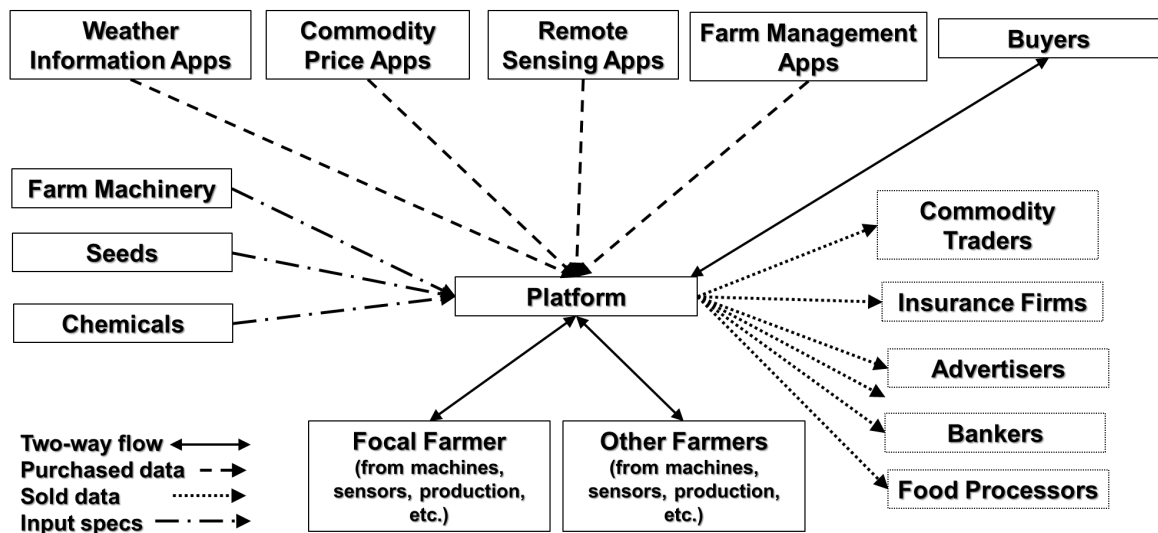 Weather
Information Apps
Commodity
Price Apps
Remote
Sensing Apps
Farm Management
Apps
Buyers
Farm Machinery
Seeds
Chemicals
Platform
Commodity
Traders
Insurance Firms
Advertisers
Bankers
Food Processors
Focal Farmer
(from machines,
sensors, production,
etc.)
Other Farmers
(from machines,
sensors, production,
etc.)
Two-way flow
Purchased data
Sold data
Input specs